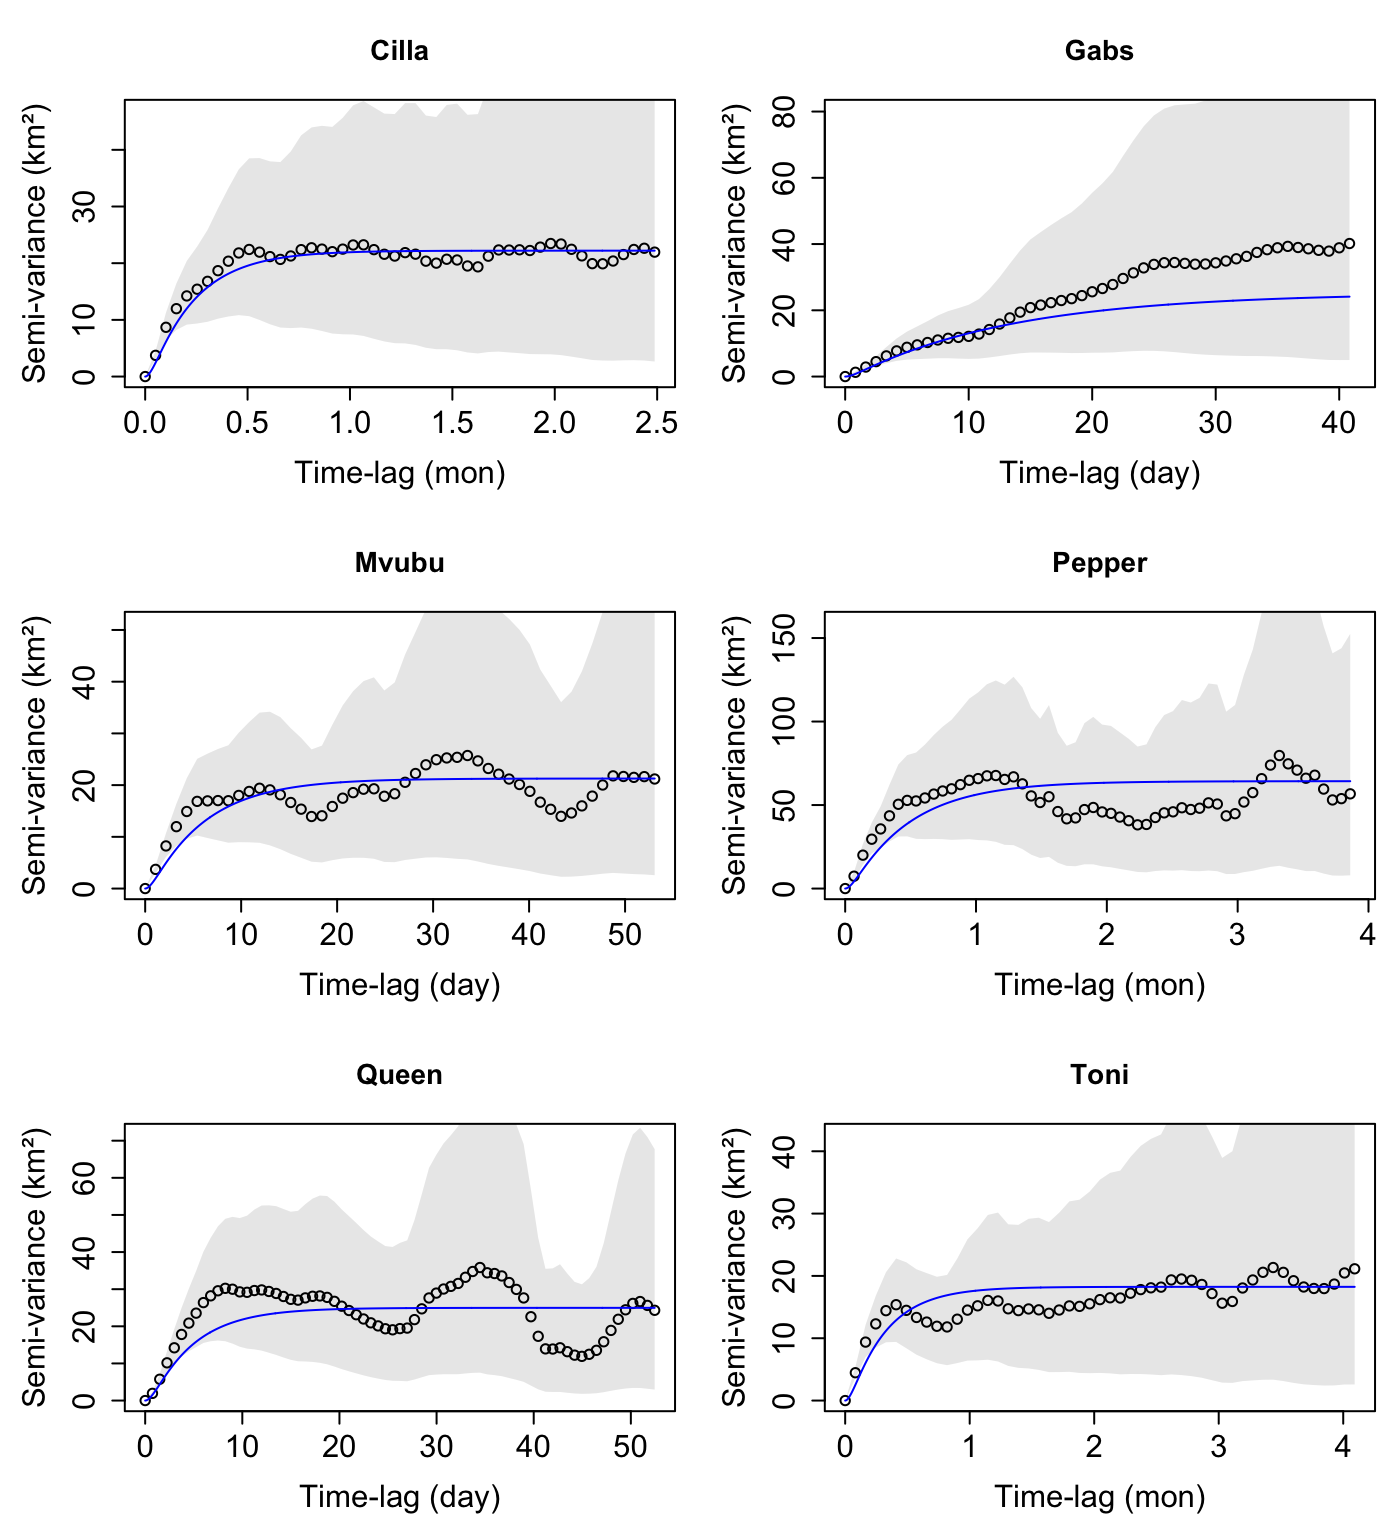 Cilla
Semi-variance (km²)
30
10
0
0.0 0.5 1.0 1.5 2.0 2.5
Time-lag (mon)
Gabs
Semi-variance (km²)
80
60
40
20
0
0 10 20 30 40
Time-lag (day)
Mvubu
Semi-variance (km²)
40
20
0
0 10 20 30 40 50
Time-lag (day)
Pepper
Semi-variance (km²)
150
100
50
0
0 1 2 3 4
Time-lag (mon)
Queen
Semi-variance (km²)
60
40
20
0
0 10 20 30 40 50
Time-lag (day)
Toni
Semi-variance (km²)
40
30
20
10
0
0 1 2 3 4
Time-lag (mon)